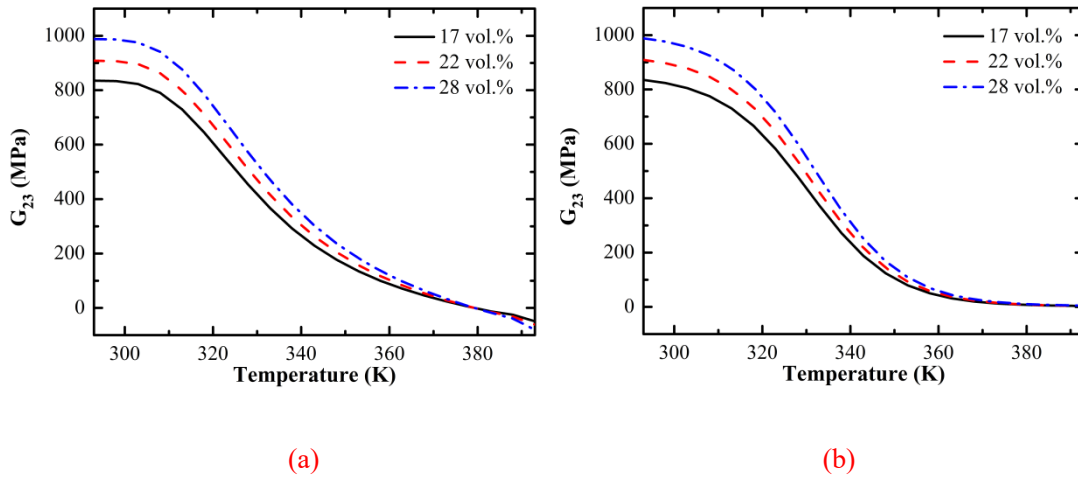 1000
800
600
400
200
0
G23 (MPa)
17 vol.%
22 vol.%
28 vol.%
300
320
340
360
380
Temperature (K)
(a)
1000
800
600
400
200
0
G23 (MPa)
17 vol.%
22 vol.%
28 vol.%
300
320
340
360
380
Temperature (K)
(b)